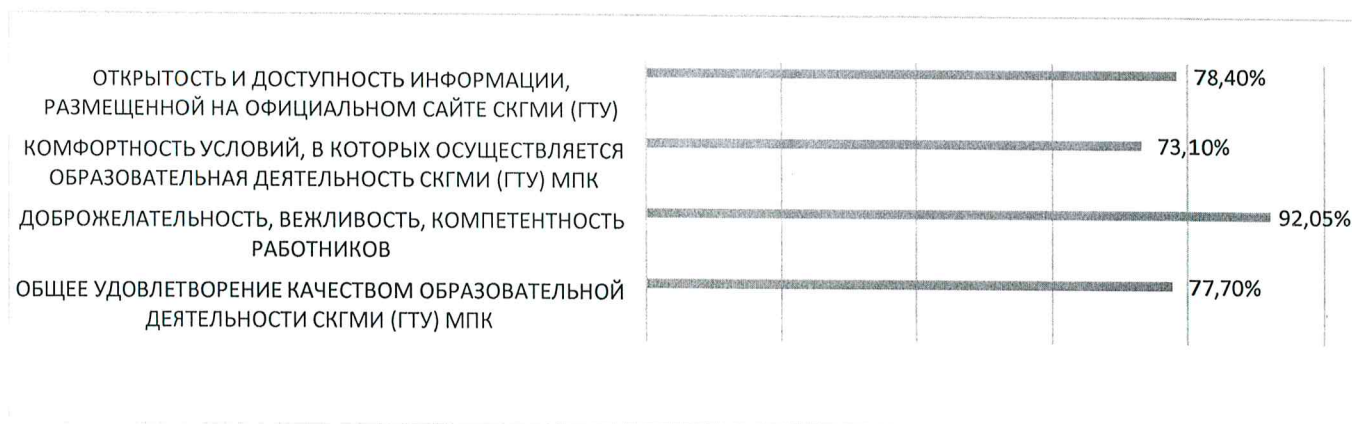 ОТКРЫТОСТЬ И ДОСТУПНОСТЬ ИНФОРМАЦИИ,
РАЗМЕЩЕННОЙ НА ОФИЦИАЛЬНОМ САЙТЕ СКГМИ (ГТУ)
78,40%
КОМФОРТНОСТЬ УСЛОВИЙ, В КОТОРЫХ ОСУЩЕСТВЛЯЕТСЯ
ОБРАЗОВАТЕЛЬНАЯ ДЕЯТЕЛЬНОСТЬ СКГМИ (ГТУ) МПК
73,10%
ДОБРОЖЕЛАТЕЛЬНОСТЬ, ВЕЖЛИВОСТЬ, КОМПЕТЕНТНОСТЬ
РАБОТНИКОВ
92,05%
ОБЩЕЕ УДОВЛЕТВОРЕНИЕ КАЧЕСТВОМ ОБРАЗОВАТЕЛЬНОЙ
ДЕЯТЕЛЬНОСТИ СКГМИ (ГТУ) МПК
77,70%